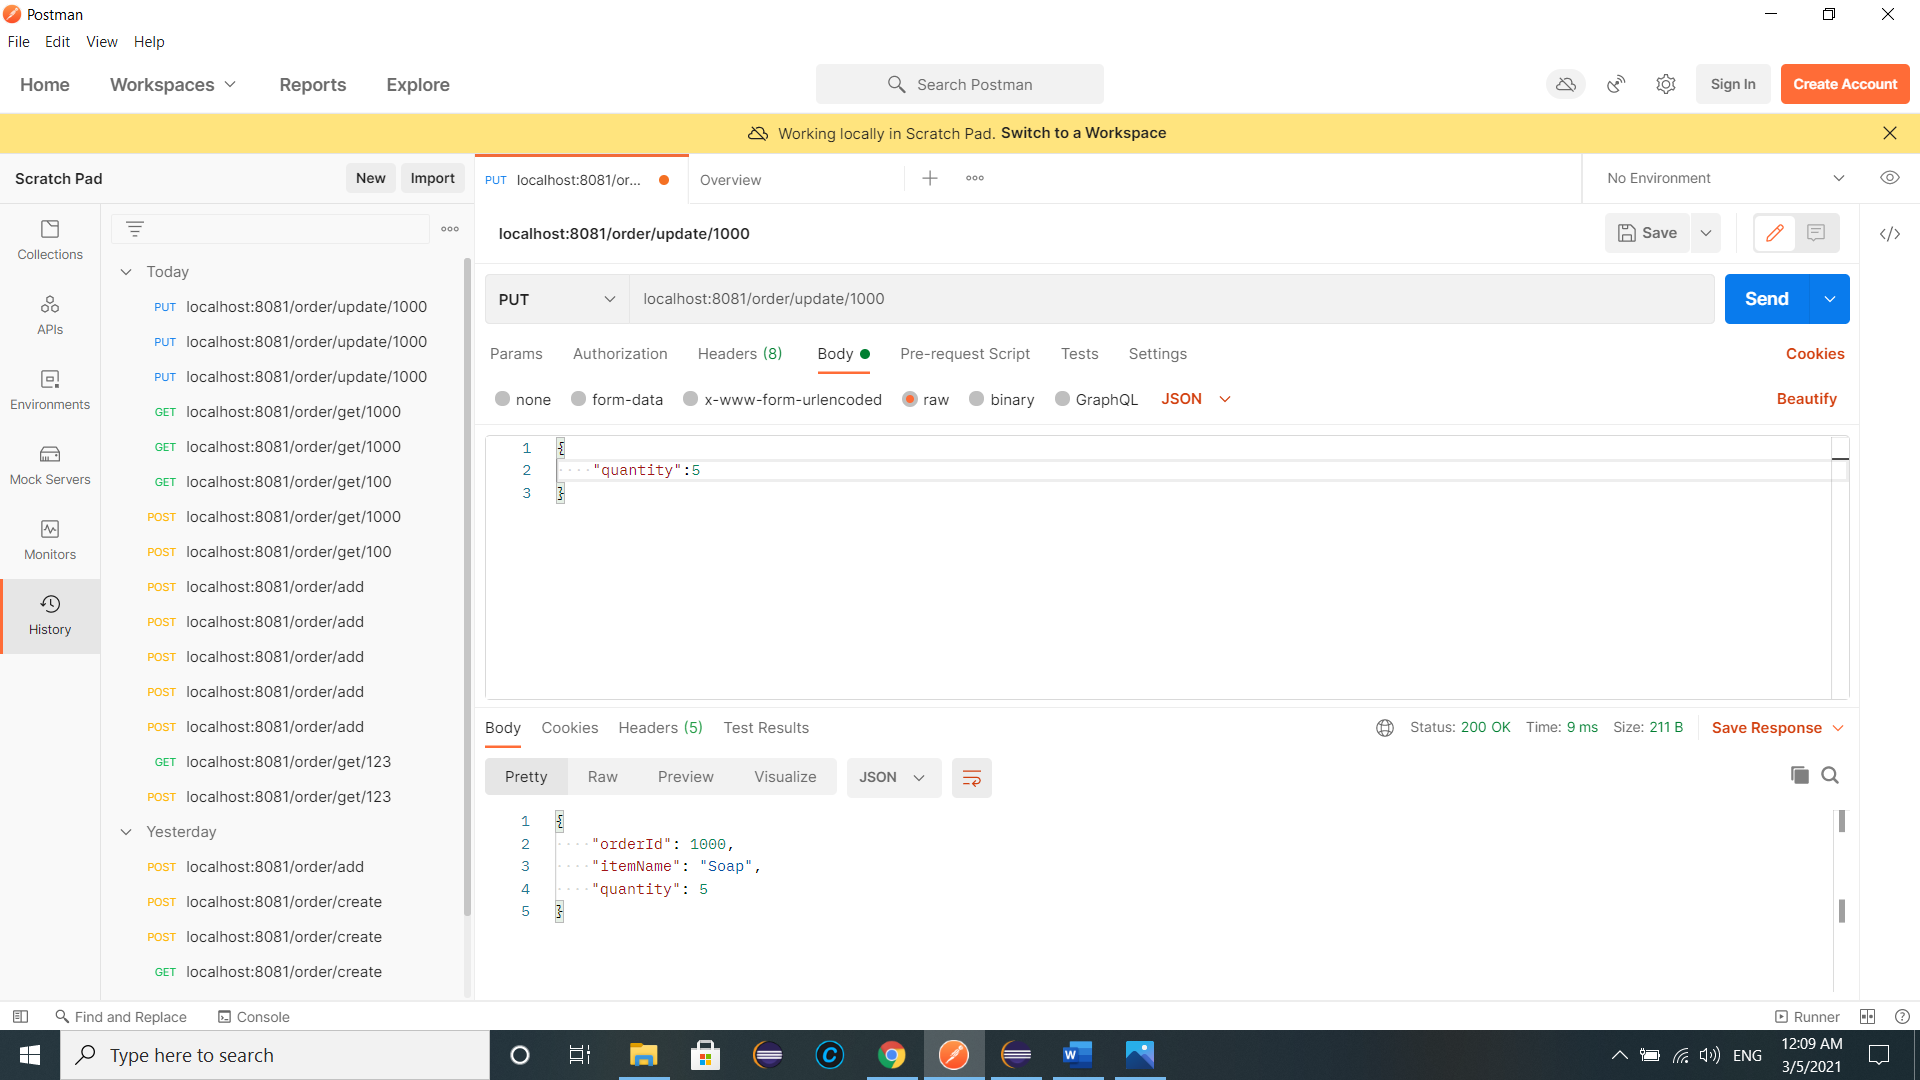 Postman
File Edit View Help
Home Workspaces Reports Explore
Search Postman
Sign In
Create Account
Working locally in Scratch Pad. Switch to a Workspace
Scratch Pad
New
Import
PUT localhost:8081/or...
Overview
No Environment
Collections
APIs
Environments
Mock Servers
Monitors
History
Today
PUT localhost:8081/order/update/1000
PUT localhost:8081/order/update/1000
PUT localhost:8081/order/update/1000
GET localhost:8081/order/get/1000
GET localhost:8081/order/get/1000
GET localhost:8081/order/get/100
POST localhost:8081/order/get/1000
POST localhost:8081/order/get/100
POST localhost:8081/order/add
POST localhost:8081/order/add
POST localhost:8081/order/add
POST localhost:8081/order/add
POST localhost:8081/order/add
GET localhost:8081/order/get/123
POST localhost:8081/order/get/123
Yesterday
POST localhost:8081/order/add
POST localhost:8081/order/create
POST localhost:8081/order/create
GET localhost:8081/order/create
localhost:8081/order/update/1000
Save
PUT
localhost:8081/order/update/1000
Send
Params Authorization Headers (8) Body Pre-request Script Tests Settings
Cookies
none form-data x-www-form-urlencoded raw binary GraphQL JSON
Beautify
1 {
2 "quantity":5
3 }
Body Cookies Headers (5) Test Results
Status: 200 OK Time: 9 ms Size: 211 B
Save Response
Pretty Raw Preview Visualize
JSON
1 {
2 "orderId": 1000,
3 "itemName": "Soap",
4 "quantity": 5
5 }
Find and Replace
Console
Runner
Type here to search
ENG
12:09 AM
3/5/2021